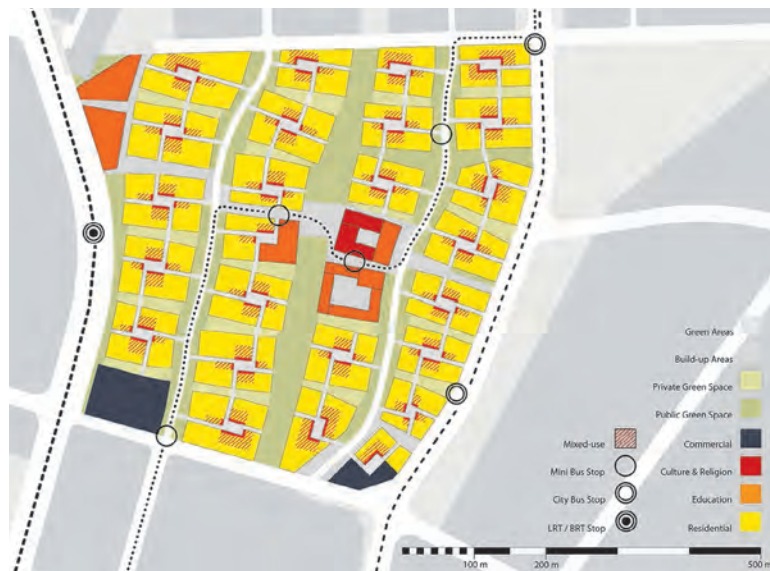 Green Areas
Build-up Areas
Private Green Space
Public Green Space
Mixed-use
Commercial
Mini Bus Stop
Culture & Religion
City Bus Stop
Education
LRT / BRT Stop
Residential
100 m
200 m
500 m